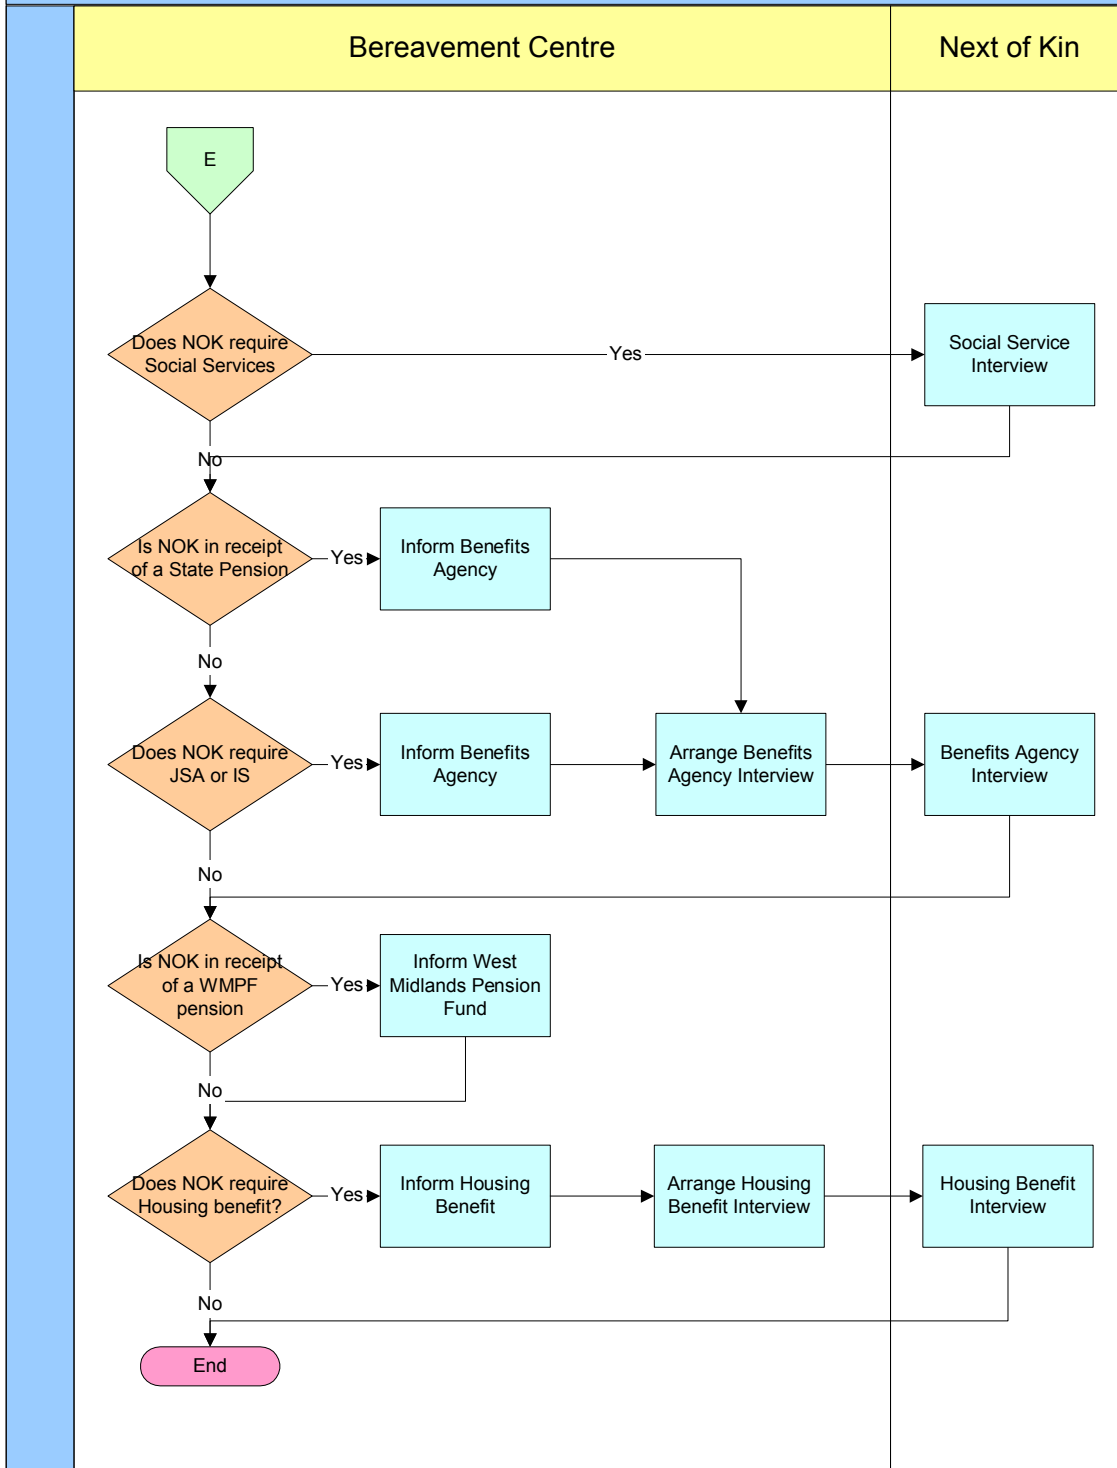 Bereavement Centre
Next of Kin
E
Does NOK require
Social Services
Yes
Social Service
Interview
No
Is NOK in receipt
of a State Pension
Yes
Inform Benefits
Agency
No
Does NOK require
JSA or IS
Yes
Inform Benefits
Agency
Arrange Benefits
Agency Interview
Benefits Agency
Interview
No
Is NOK in receipt
of a WMPF
pension
Yes
Inform West
Midlands Pension
Fund
No
Does NOK require
Housing benefit?
Yes
Inform Housing
Benefit
Arrange Housing
Benefit Interview
Housing Benefit
Interview
No
End